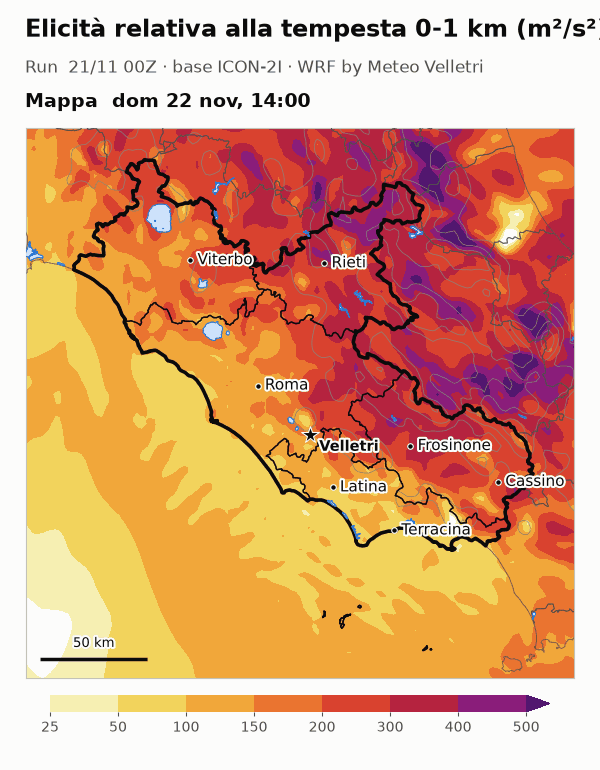 Elicità relativa alla tempesta 0-1 km (m²/s²)
Run 21/11 00Z · base ICON-2I · WRF by Meteo Velletri
Mappa dom 22 nov, 14:00
Viterbo
Rieti
Roma
Velletri
Frosinone
Latina
Cassino
Terracina
50 km
25 50 100 150 200 300 400 500